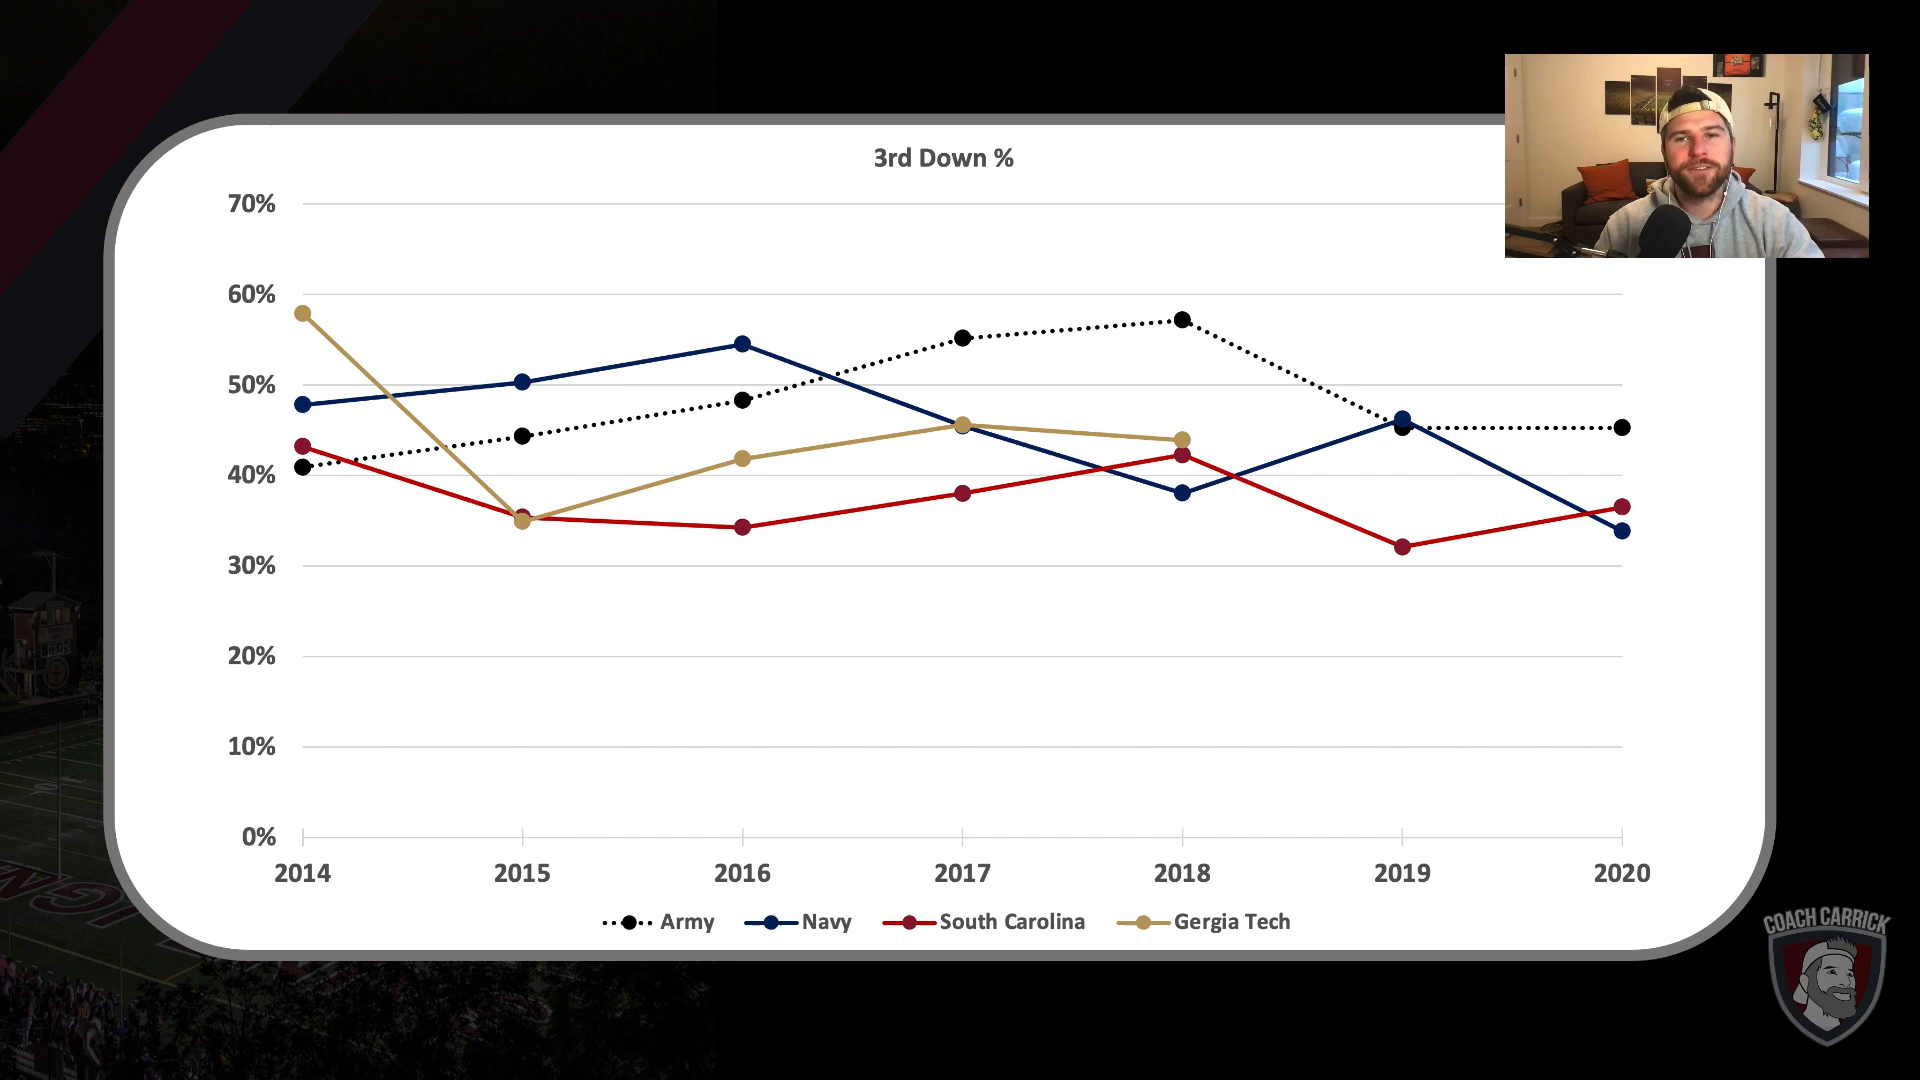 3rd Down %
70%
60%
50%
40%
30%
20%
10%
0%
2014 2015 2016 2017 2018 2019 2020
Army Navy South Carolina Gergia Tech
COACH CARRICK